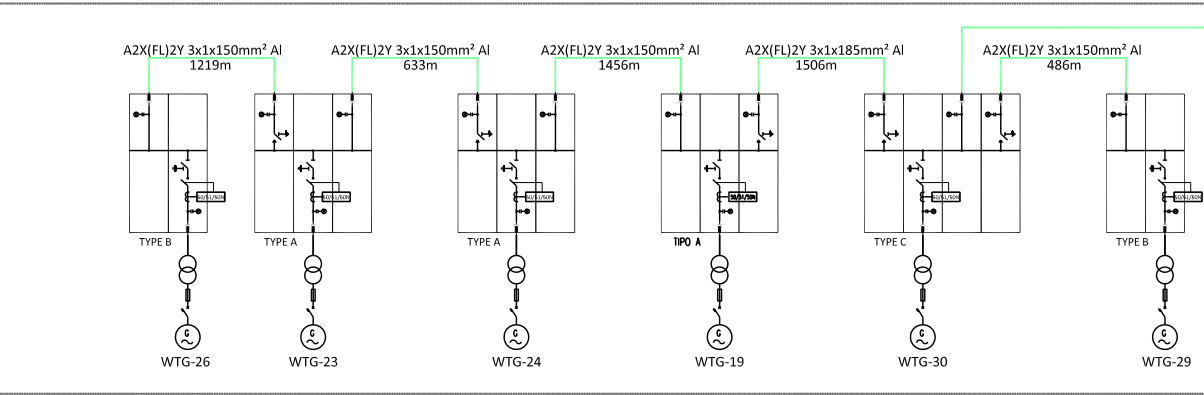 A2X(FL)2Y 3x1x150mm² Al
1219m
A2X(FL)2Y 3x1x150mm² Al
633m
A2X(FL)2Y 3x1x150mm² Al
1456m
A2X(FL)2Y 3x1x185mm² Al
1506m
A2X(FL)2Y 3x1x150mm² Al
486m
50/51/50N
50/51/50N
50/51/50N
50/51/50N
50/51/50N
50/51/50N
TYPE B
TYPE A
TYPE A
TIPO A
TYPE C
TYPE B
G
G
G
G
G
G
WTG-26
WTG-23
WTG-24
WTG-19
WTG-30
WTG-29